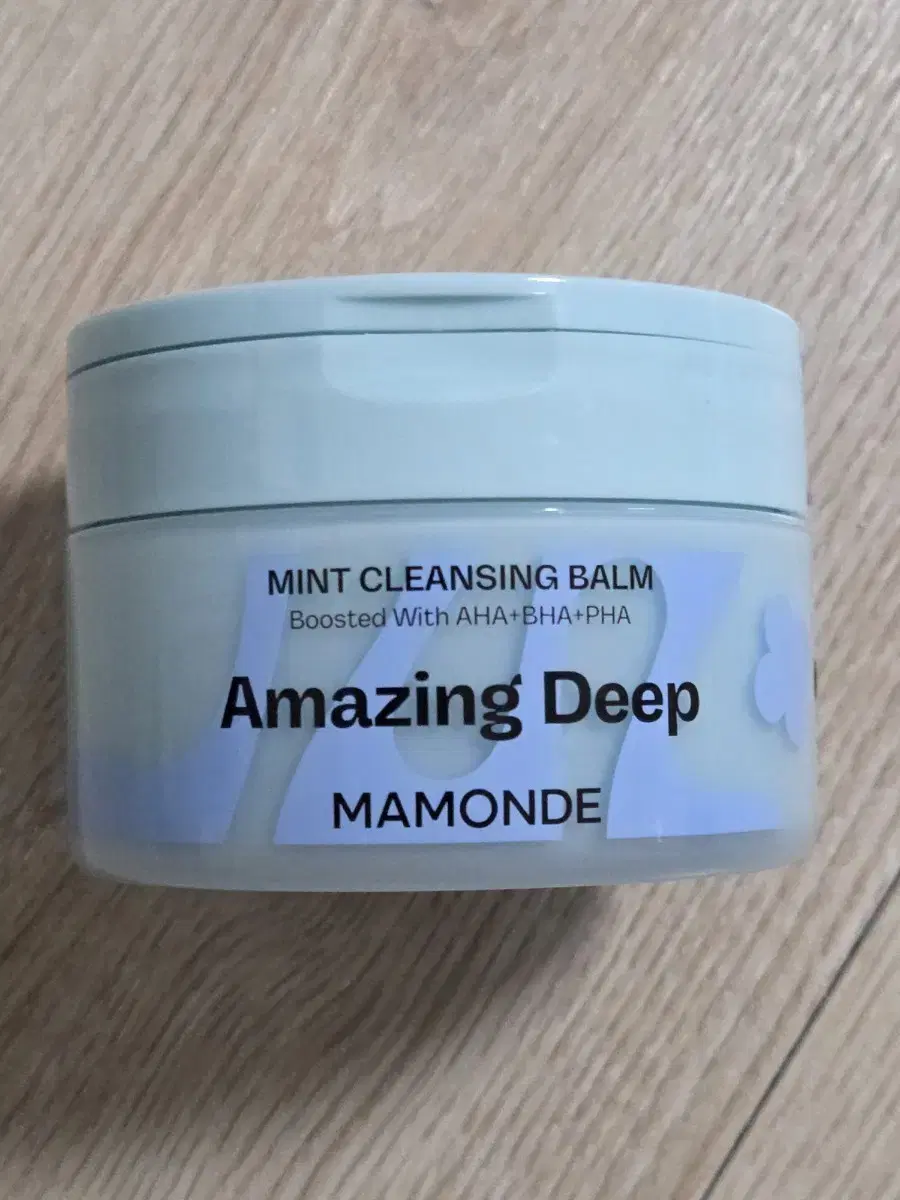 MINT CLEANSING BALM
Boosted With AHA+BHA+PHA
Amazing Deep
MAMONDE